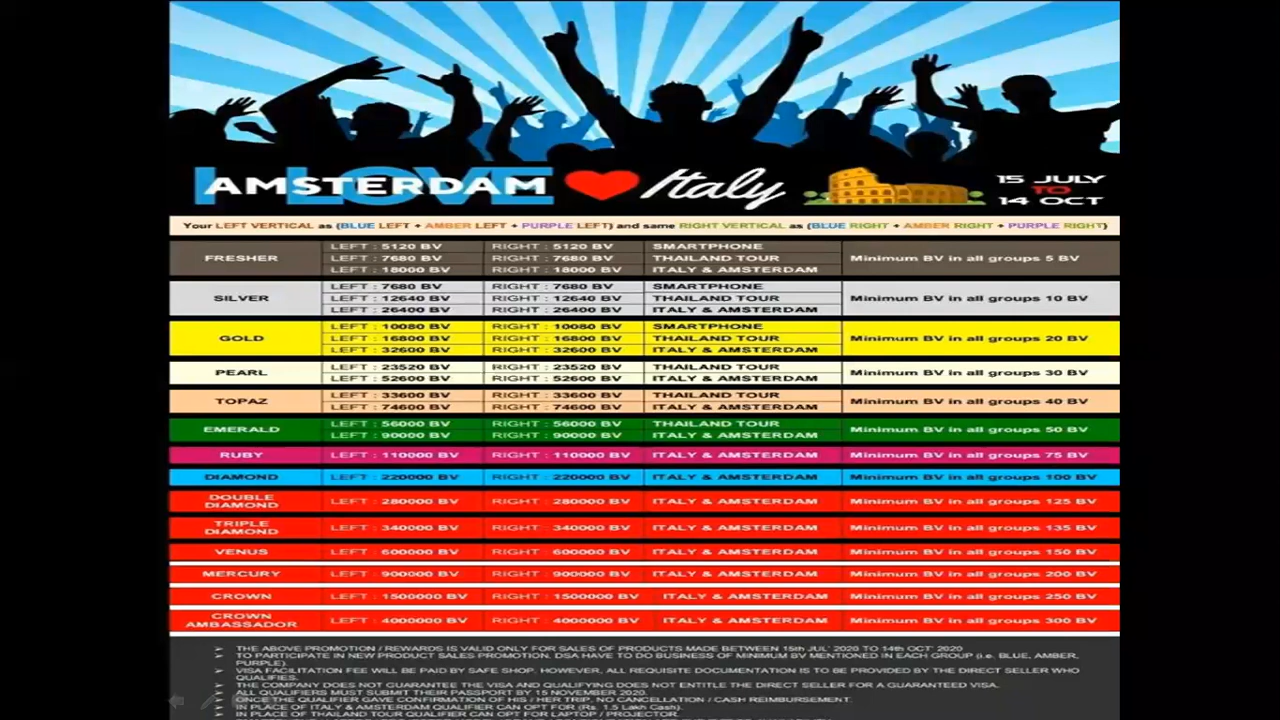 I LOVE
AMSTERDAM Italy
15 JULY
TO
14 OCT
Your LEFT VERTICAL as (BLUE LEFT + AMBER LEFT + PURPLE LEFT) and same RIGHT VERTICAL as (BLUE RIGHT + AMBER RIGHT + PURPLE RIGHT)
FRESHER LEFT : 5120 BV RIGHT : 5120 BV SMARTPHONE Minimum BV in all groups 5 BV
LEFT : 7680 BV RIGHT : 7680 BV THAILAND TOUR
LEFT : 18000 BV RIGHT : 18000 BV ITALY & AMSTERDAM
SILVER LEFT : 7680 BV RIGHT : 7680 BV SMARTPHONE Minimum BV in all groups 10 BV
LEFT : 12640 BV RIGHT : 12640 BV THAILAND TOUR
LEFT : 26400 BV RIGHT : 26400 BV ITALY & AMSTERDAM
GOLD LEFT : 10080 BV RIGHT : 10080 BV SMARTPHONE Minimum BV in all groups 20 BV
LEFT : 16800 BV RIGHT : 16800 BV THAILAND TOUR
LEFT : 32600 BV RIGHT : 32600 BV ITALY & AMSTERDAM
PEARL LEFT : 23520 BV RIGHT : 23520 BV THAILAND TOUR Minimum BV in all groups 30 BV
LEFT : 52600 BV RIGHT : 52600 BV ITALY & AMSTERDAM
TOPAZ LEFT : 33600 BV RIGHT : 33600 BV THAILAND TOUR Minimum BV in all groups 40 BV
LEFT : 74600 BV RIGHT : 74600 BV ITALY & AMSTERDAM
EMERALD LEFT : 56000 BV RIGHT : 56000 BV THAILAND TOUR Minimum BV in all groups 50 BV
LEFT : 90000 BV RIGHT : 90000 BV ITALY & AMSTERDAM
RUBY LEFT : 110000 BV RIGHT : 110000 BV ITALY & AMSTERDAM Minimum BV in all groups 75 BV
DIAMOND LEFT : 220000 BV RIGHT : 220000 BV ITALY & AMSTERDAM Minimum BV in all groups 100 BV
DOUBLE
DIAMOND LEFT : 280000 BV RIGHT : 280000 BV ITALY & AMSTERDAM Minimum BV in all groups 125 BV
TRIPLE
DIAMOND LEFT : 340000 BV RIGHT : 340000 BV ITALY & AMSTERDAM Minimum BV in all groups 135 BV
VENUS LEFT : 600000 BV RIGHT : 600000 BV ITALY & AMSTERDAM Minimum BV in all groups 150 BV
MERCURY LEFT : 900000 BV RIGHT : 900000 BV ITALY & AMSTERDAM Minimum BV in all groups 200 BV
CROWN LEFT : 1500000 BV RIGHT : 1500000 BV ITALY & AMSTERDAM Minimum BV in all groups 250 BV
CROWN
AMBASSADOR LEFT : 4000000 BV RIGHT : 4000000 BV ITALY & AMSTERDAM Minimum BV in all groups 300 BV
THE ABOVE PROMOTION / REWARDS IS VALID ONLY FOR SALES OF PRODUCTS MADE BETWEEN 15th JUL' 2020 TO 14th OCT' 2020
TO PARTICIPATE IN NEW PRODUCT SALES PROMOTION, DSA HAVE TO DO BUSINESS OF MINIMUM BV MENTIONED IN EACH GROUP (i.e. BLUE, AMBER,
PURPLE).
VISA FACILITATION FEE WILL BE PAID BY SAFE SHOP. HOWEVER, ALL REQUISITE DOCUMENTATION IS TO BE PROVIDED BY THE DIRECT SELLER WHO
QUALIFIES.
THE COMPANY DOES NOT GUARANTEE THE VISA AND QUALIFYING DOES NOT ENTITLE THE DIRECT SELLER FOR A GUARANTEED VISA.
ALL QUALIFIERS MUST SUBMIT THEIR PASSPORT BY 15 NOVEMBER 2020.
ONCE THE QUALIFIER GAVE CONFIRMATION OF HIS / HER TRIP, NO CANCELLATION / CASH REIMBURSEMENT.
IN PLACE OF ITALY & AMSTERDAM QUALIFIER CAN OPT FOR (Rs. 1.5 Lakh Cash).
IN PLACE OF THAILAND TOUR QUALIFIER CAN OPT FOR LAPTOP / PROJECTOR.